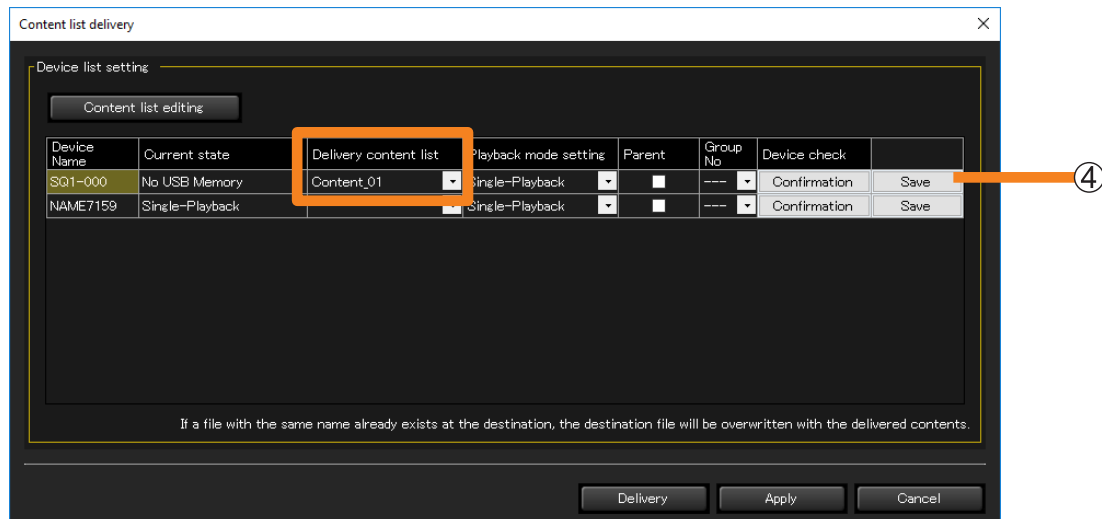 Content list delivery
Device list setting
Content list editing
Device Name Current state Delivery content list Playback mode setting Parent Group No Device check
SQ1-000 No USB Memory Content_01 Single-Playback --- Confirmation Save
④
NAME7159 Single-Playback Single-Playback --- Confirmation Save
If a file with the same name already exists at the destination, the destination file will be overwritten with the delivered contents.
Delivery Apply Cancel